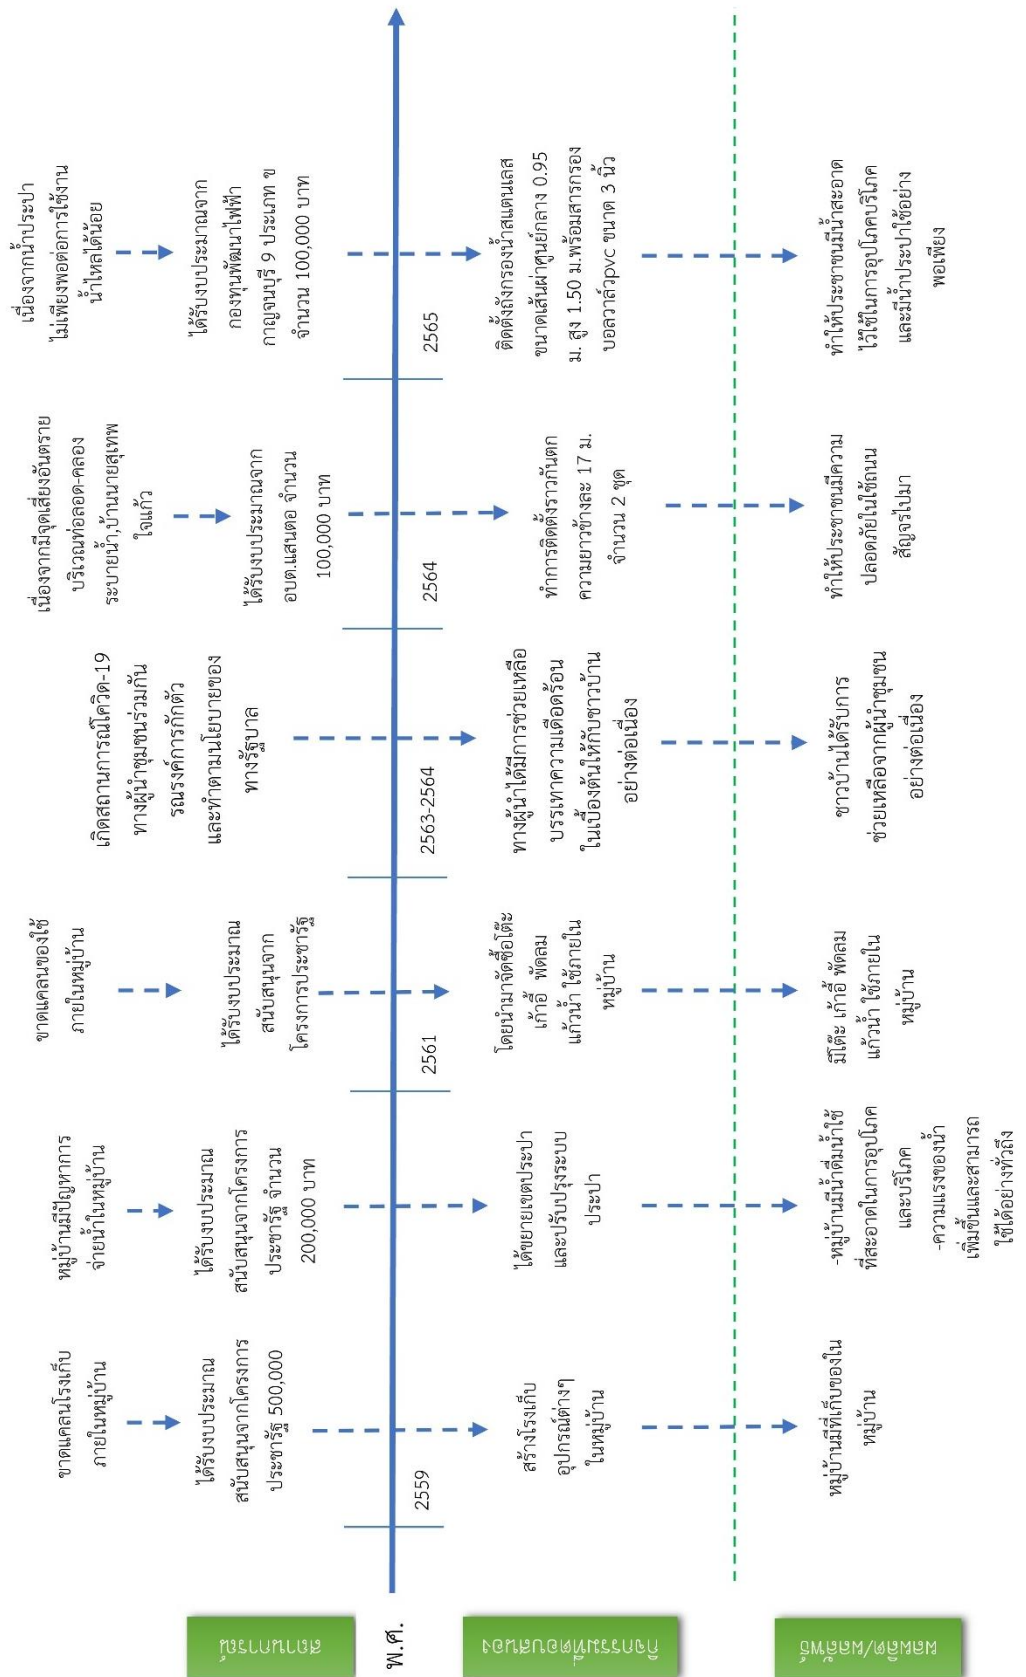 สถานการณ์
ขาดแคลนโรงเก็บ
ภายในหมู่บ้าน
ได้รับงบประมาณ
สนับสนุนจากโครงการ
ประชารัฐ 500,000
หมู่บ้านมีปัญหาการ
จ่ายน้ำในหมู่บ้าน
ได้รับงบประมาณ
สนับสนุนจากโครงการ
ประชารัฐ จำนวน
200,000 บาท
ขาดแคลนของใช้
ภายในหมู่บ้าน
ได้รับงบประมาณ
สนับสนุนจาก
โครงการประชารัฐ
เกิดสถานการณ์โควิด-19
ทางผู้นำชุมชนร่วมกัน
รณรงค์การกักตัว
และทำตามนโยบายของ
ทางรัฐบาล
เนื่องจากมีจุดเสี่ยงอันตราย
บริเวณท่อลอด-คลอง
ระบายน้ำ,บ้านนายสุเทพ
ใจแก้ว
ได้รับงบประมาณจาก
อบต.แสนตอ จำนวน
100,000 บาท
เนื่องจากน้ำประปา
ไม่เพียงพอต่อการใช้งาน
น้ำไหลได้น้อย
ได้รับงบประมาณจาก
กองทุนพัฒนาไฟฟ้า
กาญจนบุรี 9 ประเภท ข
จำนวน 100,000 บาท
พ.ศ.
2559
2561
2563-2564
2564
2565
กิจกรรมที่ตอบสนอง
สร้างโรงเก็บ
อุปกรณ์ต่างๆ
ในหมู่บ้าน
ได้ขยายเขตประปา
และปรับปรุงระบบ
ประปา
โดยนำมาจัดซื้อโต๊ะ
เก้าอี้ พัดลม
แก้วน้ำ ใช้ภายใน
หมู่บ้าน
ทางผู้นำได้มีการช่วยเหลือ
บรรเทาความเดือดร้อน
ในเบื้องต้นให้กับชาวบ้าน
อย่างต่อเนื่อง
ทำการติดตั้งราวกันตก
ความยาวข้างละ 17 ม.
จำนวน 2 ชุด
ติดตั้งถังกรองน้ำสแตนเลส
ขนาดเส้นผ่าศูนย์กลาง 0.95
ม. สูง 1.50 ม.พร้อมสารกรอง
บอลวาล์วpvc ขนาด 3 นิ้ว
ผลผลิต/ผลลัพธ์
หมู่บ้านมีที่เก็บของใน
หมู่บ้าน
-หมู่บ้านมีน้ำดื่มน้ำใช้
ที่สะอาดในการอุปโภค
และบริโภค
-ความแรงของน้ำ
เพิ่มขึ้นและสามารถ
ใช้ได้อย่างทั่วถึง
มีโต๊ะ เก้าอี้ พัดลม
แก้วน้ำ ใช้ภายใน
หมู่บ้าน
ชาวบ้านได้รับการ
ช่วยเหลือจากผู้นำชุมชน
อย่างต่อเนื่อง
ทำให้ประชาชนมีความ
ปลอดภัยในใช้ถนน
สัญจรไปมา
ทำให้ประชาชนมีน้ำสะอาด
ไว้ใช้ในการอุปโภคบริโภค
และมีน้ำประปาใช้อย่าง
พอเพียง